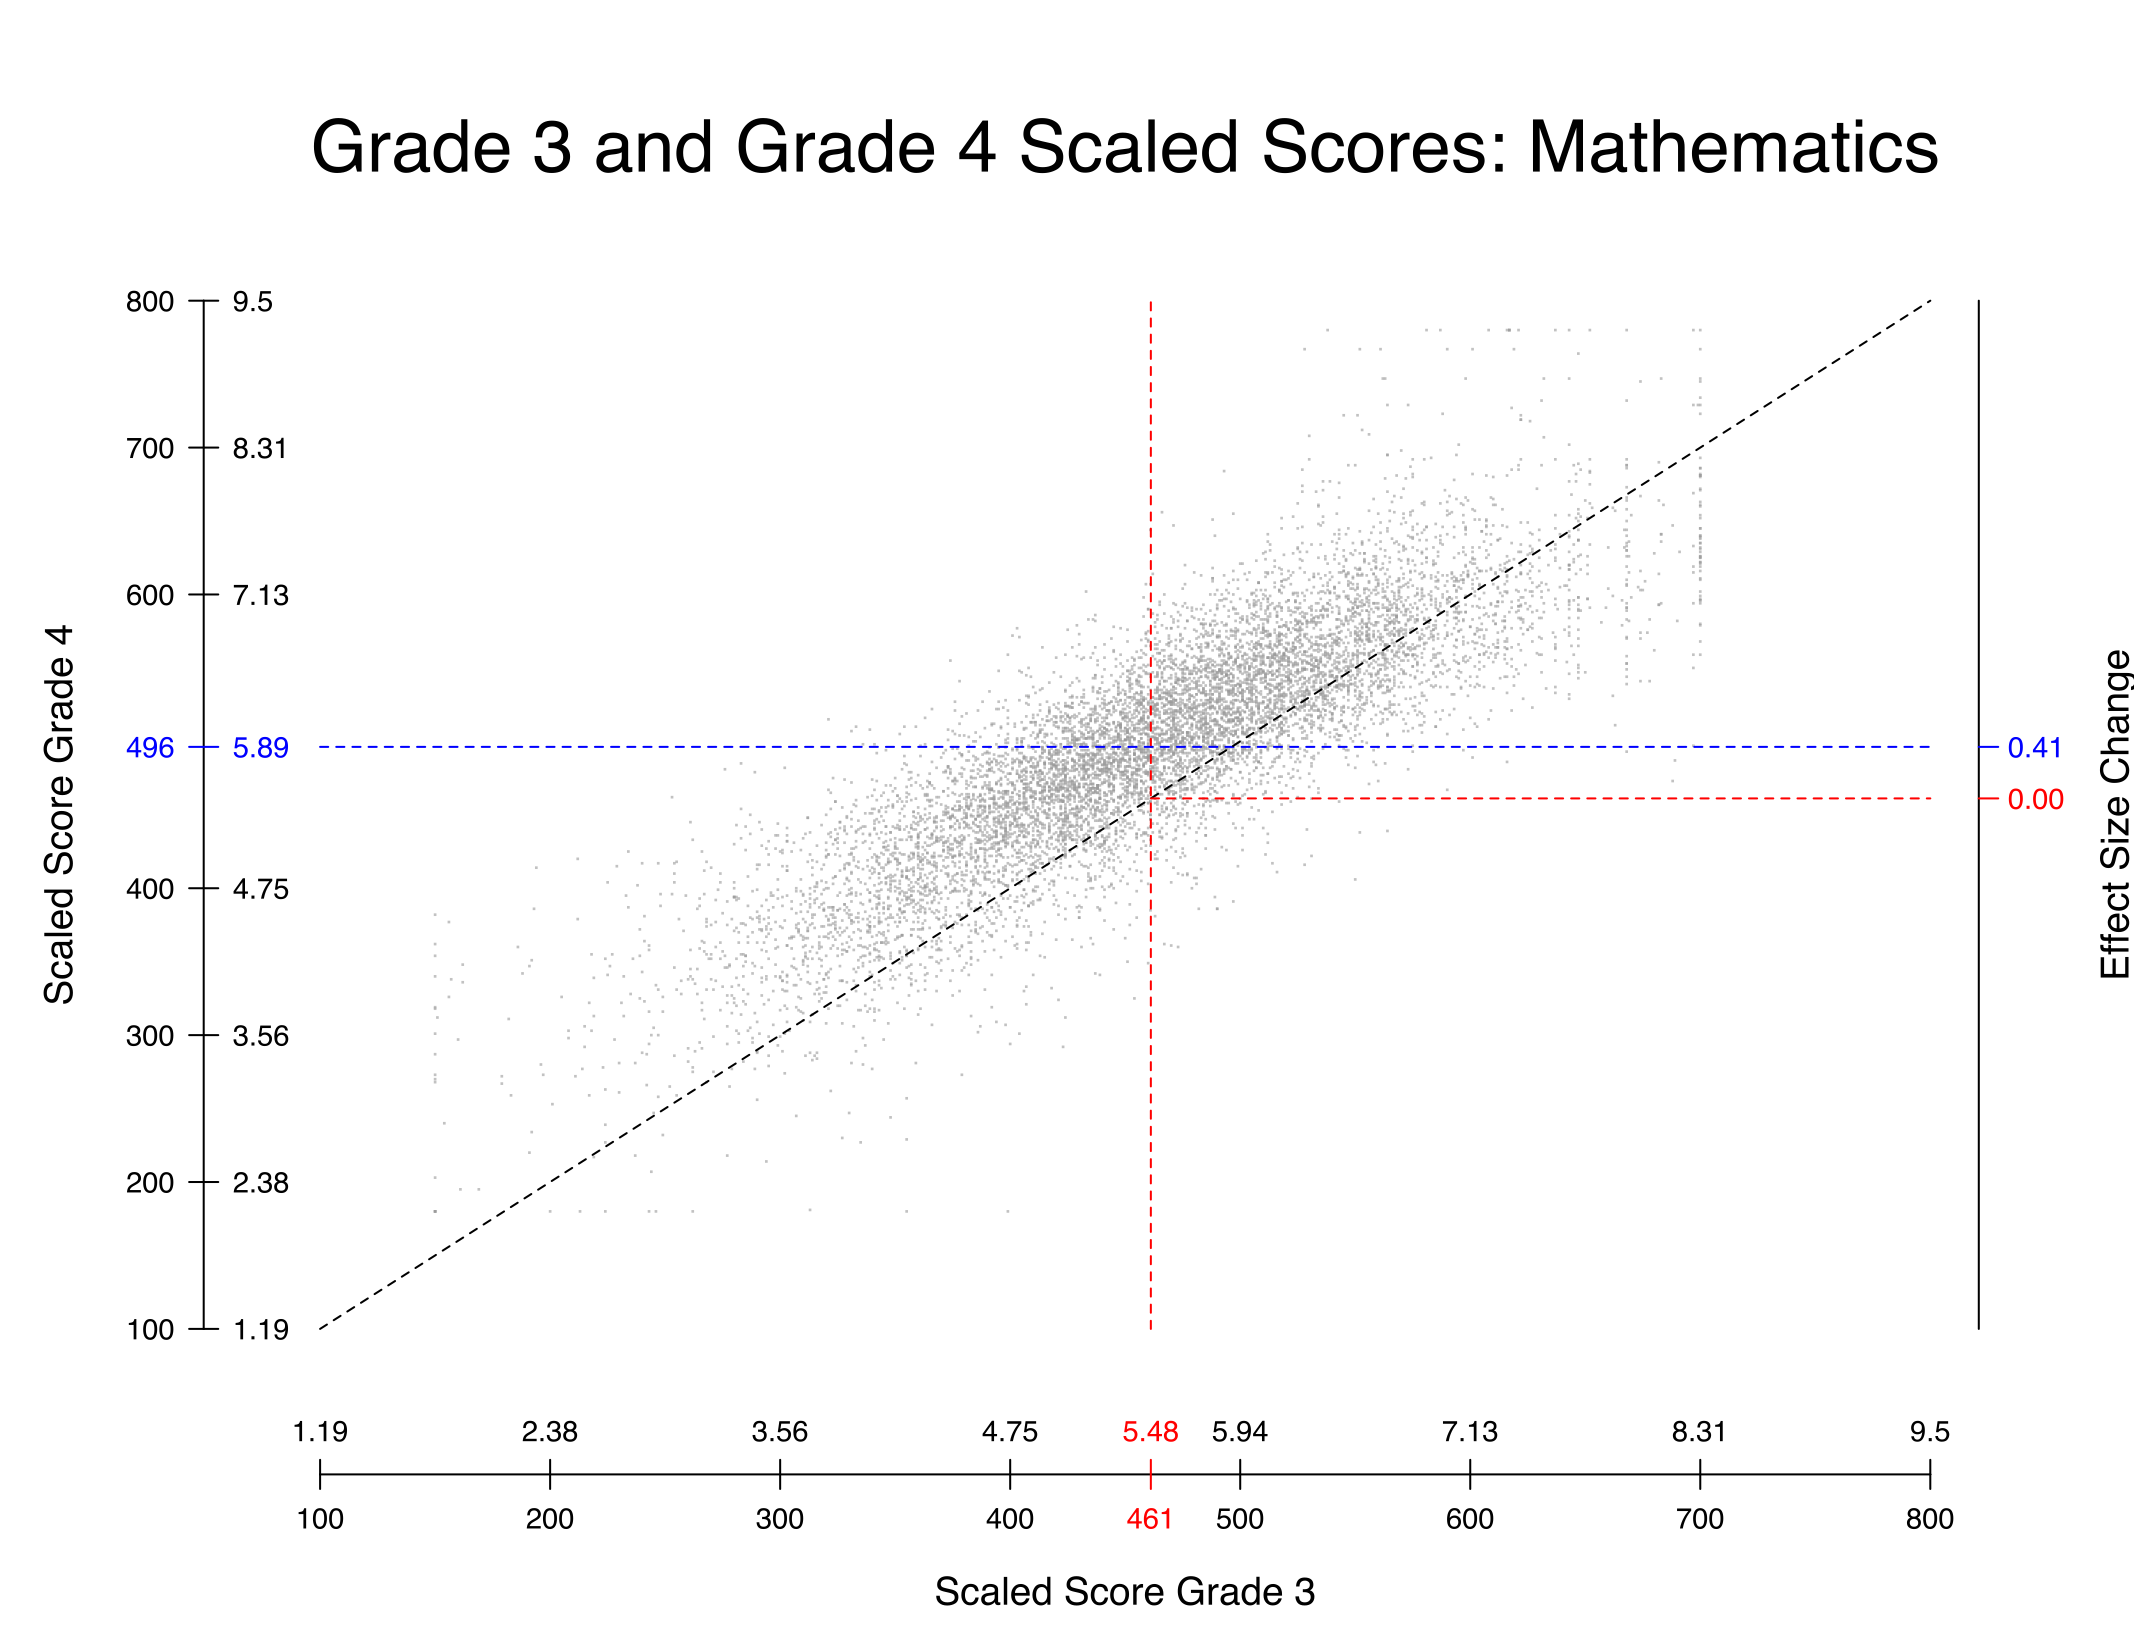 Grade 3 and Grade 4 Scaled Scores: Mathematics
800 9.5
700 8.31
600 7.13
496 5.89
400 4.75
300 3.56
200 2.38
100 1.19
Scaled Score Grade 4
0.41
0.00
Effect Size Change
1.19 2.38 3.56 4.75 5.48 5.94 7.13 8.31 9.5
100 200 300 400 461 500 600 700 800
Scaled Score Grade 3